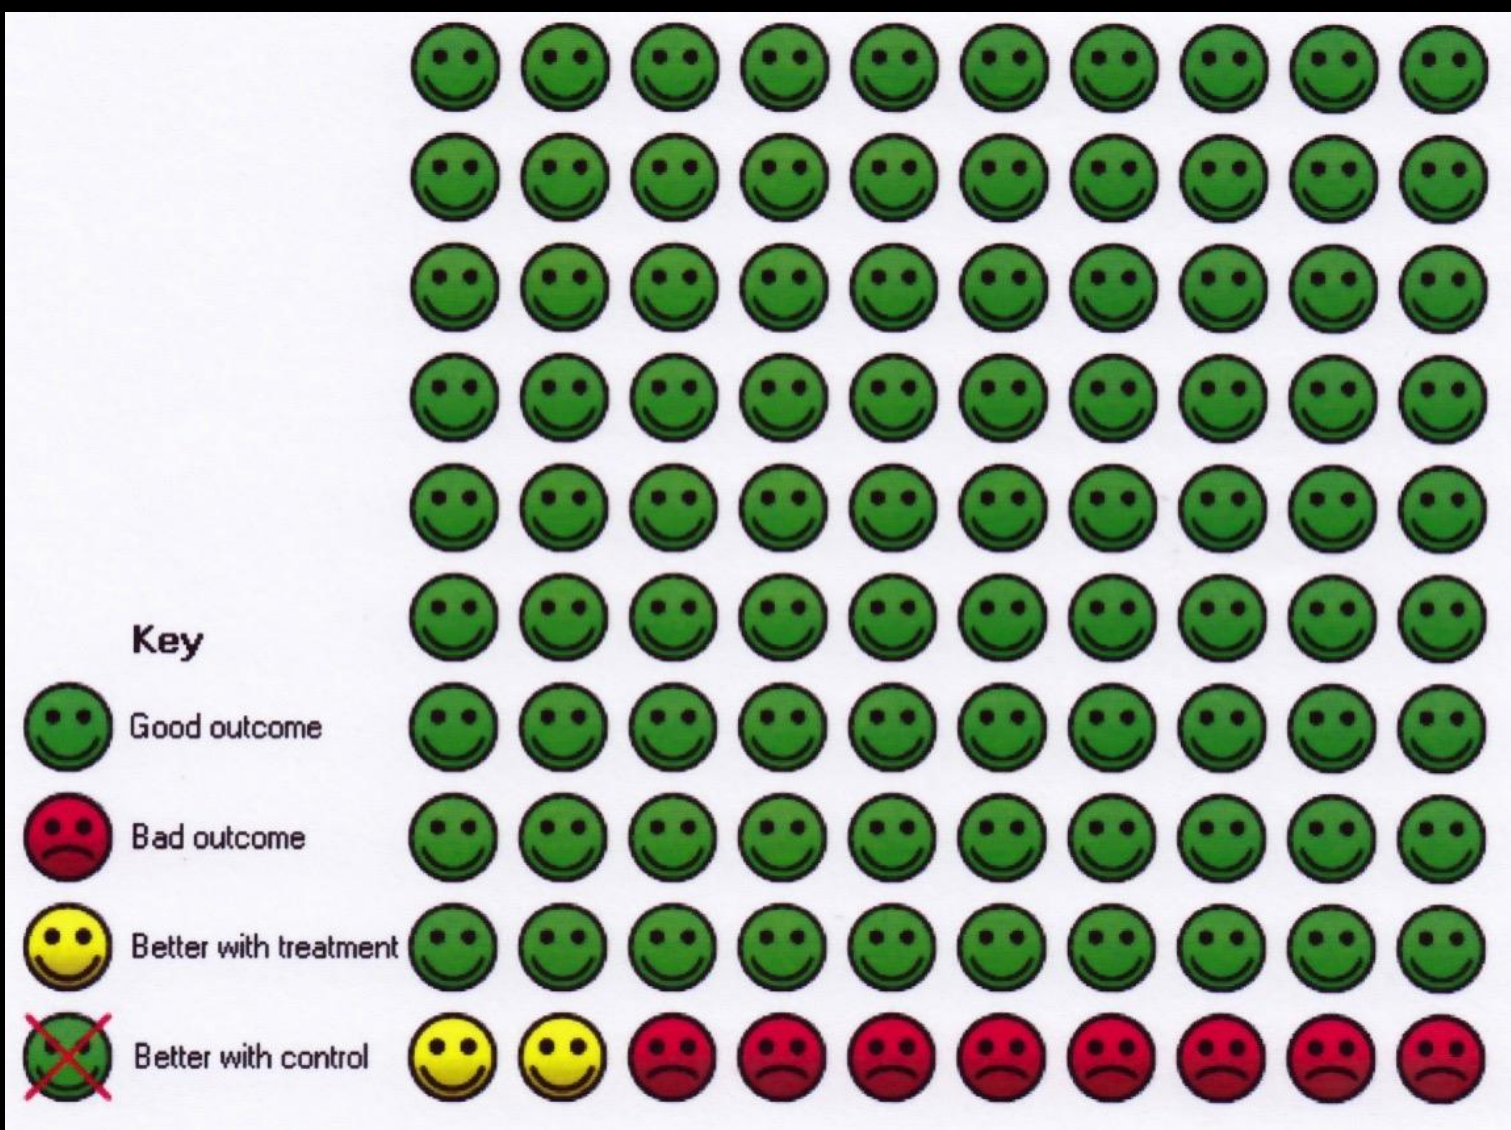 Key
Good outcome
Bad outcome
Better with treatment
Better with control